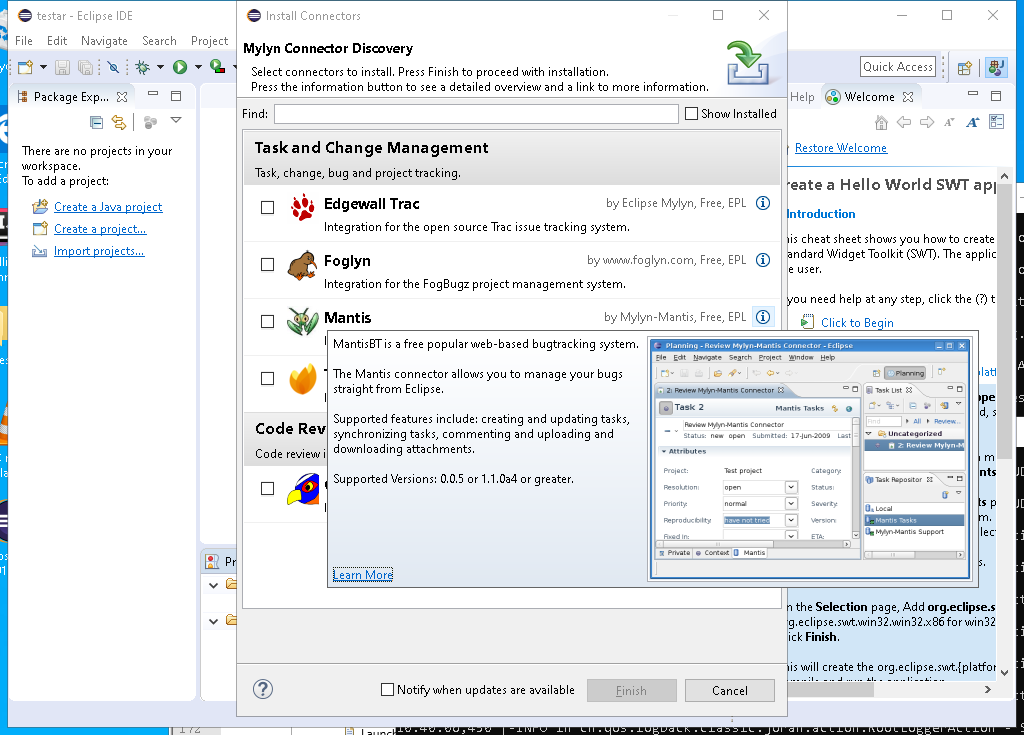 testar - Eclipse IDE
File Edit Navigate Search Project
Quick Access
Package Exp...
There are no projects in your
workspace.
To add a project:
Create a Java project
Create a project...
Import projects...
Install Connectors
Mylyn Connector Discovery
Select connectors to install. Press Finish to proceed with installation.
Press the information button to see a detailed overview and a link to more information.
Find:
Show Installed
Task and Change Management
Task, change, bug and project tracking.
Edgewall Trac
by Eclipse Mylyn, Free, EPL
Integration for the open source Trac issue tracking system.
Foglyn
by www.foglyn.com, Free, EPL
Integration for the FogBugz project management system.
Mantis
by Mylyn-Mantis, Free, EPL
Code Rev
Code review i
MantisBT is a free popular web-based bugtracking system.
The Mantis connector allows you to manage your bugs
straight from Eclipse.
Supported features include: creating and updating tasks,
synchronizing tasks, commenting and uploading and
downloading attachments.
Supported Versions: 0.0.5 or 1.1.0a4 or greater.
Learn More
Planning - Review Mylyn-Mantis Connector - Eclipse
File Edit Navigate Search Project Window Help
Planning
2: Review Mylyn-Mantis Connector
Task 2
Mantis Tasks
Review Mylyn-Mantis Connector
Status: new open Submitted: 17-Jun-2009 Last
Attributes
Project: Test project Category:
Resolution: open Status:
Priority: normal Severity:
Reproducibility: have not tried Version:
Fixed in: ETA:
Private Context Mantis
Task List
Find All Review...
Uncategorized
2: Review Mylyn-M
Task Repositor
Local
Mantis Tasks
Mylyn-Mantis Support
Notify when updates are available
Finish
Cancel
Help
Welcome
Restore Welcome
reate a Hello World SWT app
Introduction
is cheat sheet shows you how to create
andard Widget Toolkit (SWT). The applic
e user.
you need help at any step, click the (?) t
Click to Begin
n the Selection page, Add org.eclipse.s
rg.eclipse.swt.win32.win32.x86 for win32
ick Finish.
his will create the org.eclipse.swt.{platfor
Pr
172
Launch